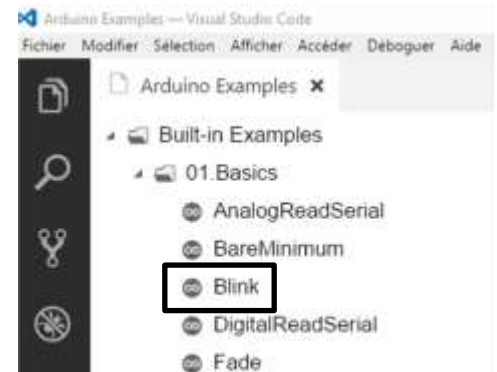 Arduino Examples — Visual Studio Code
Fichier Modifier Sélection Afficher Accéder Déboguer Aide
Arduino Examples ×
Built-in Examples
01.Basics
AnalogReadSerial
BareMinimum
Blink
DigitalReadSerial
Fade